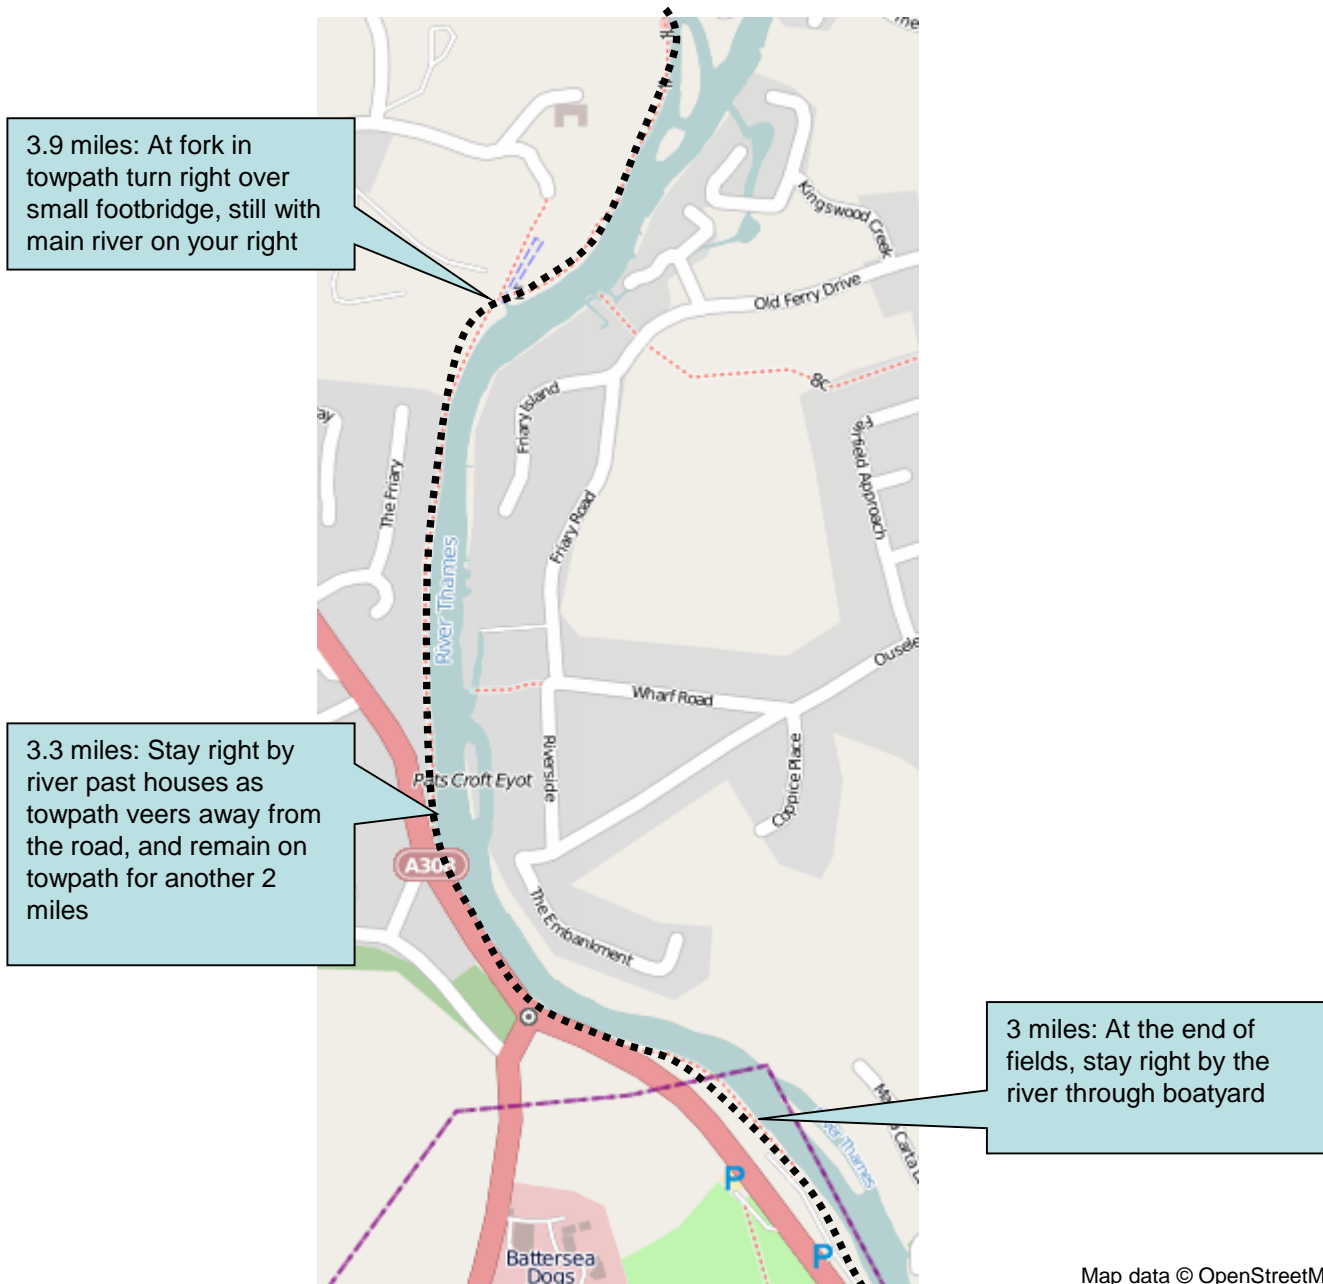 3.9 miles: At fork in
towpath turn right over
small footbridge, still with
main river on your right
Kingswood Creek
Old Ferry Drive
Friary Island
The Friary
Friary Road
River Thames
Wharf Road
Riverside
Coppice Place
3.3 miles: Stay right by
river past houses as
towpath veers away from
the road, and remain on
towpath for another 2
miles
Pats Croft Eyot
A308
The Embankment
3 miles: At the end of
fields, stay right by the
river through boatyard
P
P
Battersea
Dogs
Map data © OpenStreetM